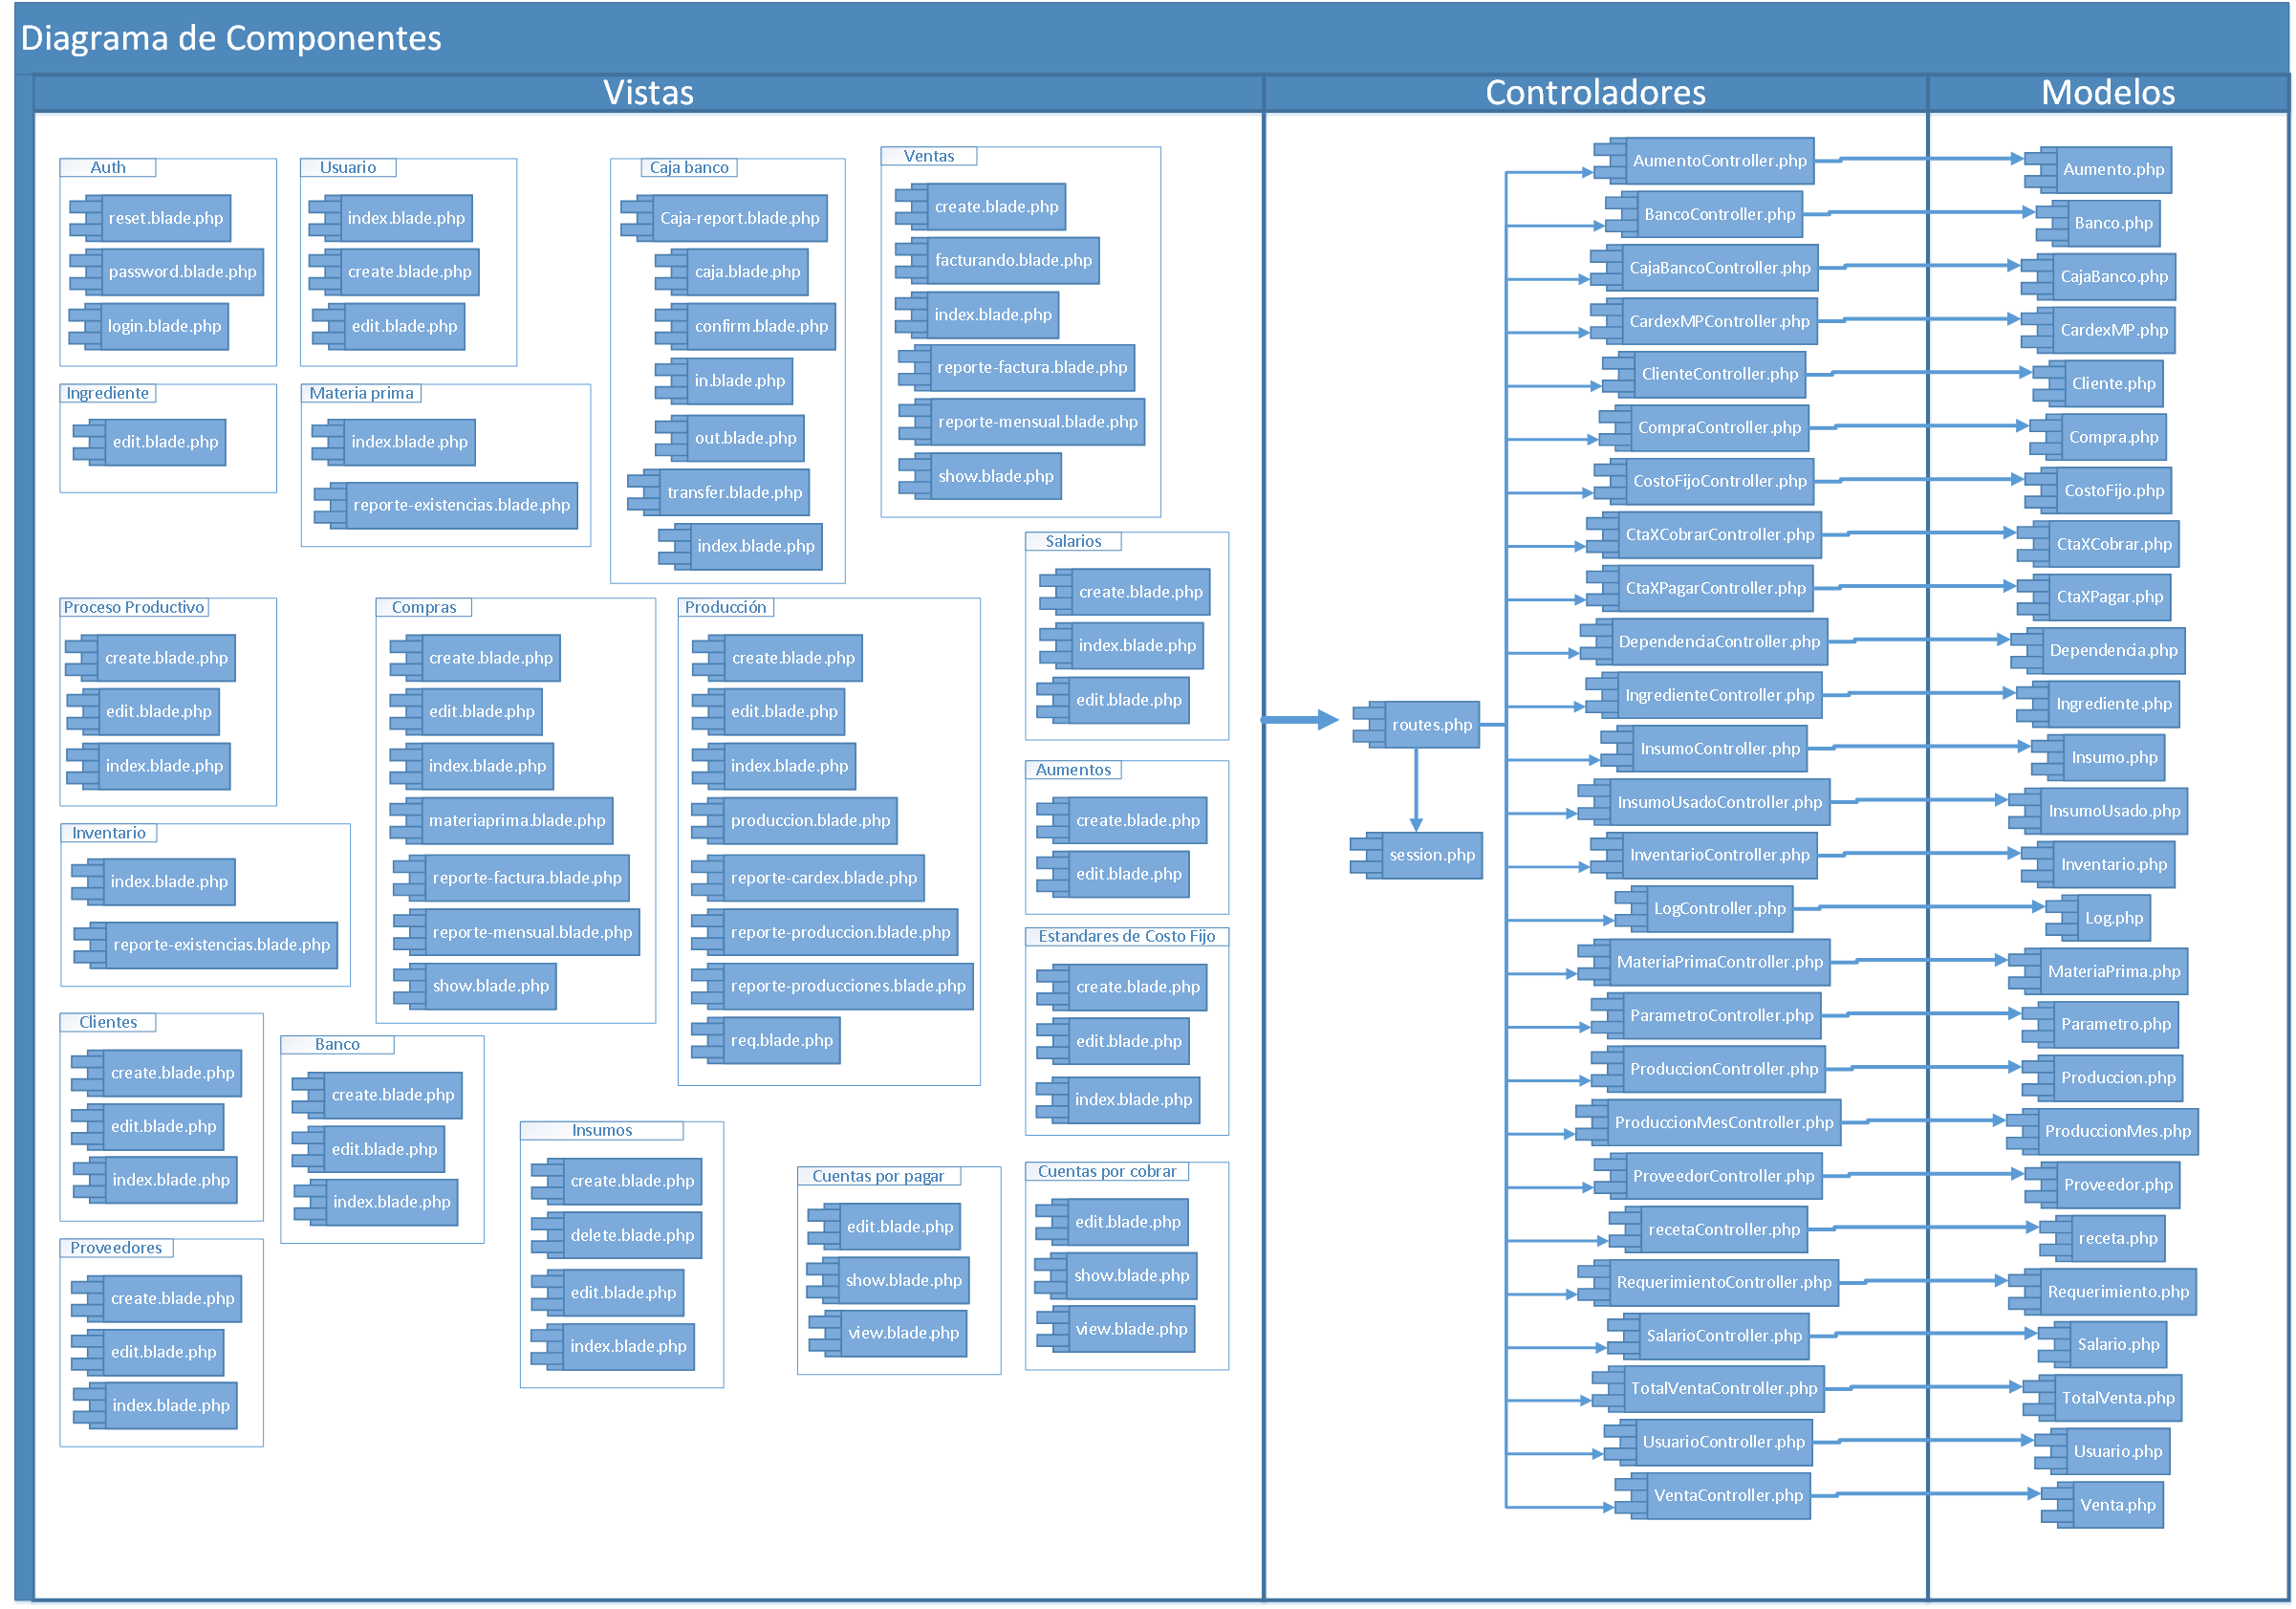 Diagrama de Componentes
Vistas
Controladores
Modelos
Auth
reset.blade.php
password.blade.php
login.blade.php
Usuario
index.blade.php
create.blade.php
edit.blade.php
Caja banco
Caja-report.blade.php
caja.blade.php
confirm.blade.php
in.blade.php
out.blade.php
transfer.blade.php
index.blade.php
Ventas
create.blade.php
facturando.blade.php
index.blade.php
reporte-factura.blade.php
reporte-mensual.blade.php
show.blade.php
Ingrediente
edit.blade.php
Materia prima
index.blade.php
reporte-existencias.blade.php
Salarios
create.blade.php
index.blade.php
edit.blade.php
Proceso Productivo
create.blade.php
edit.blade.php
index.blade.php
Compras
create.blade.php
edit.blade.php
index.blade.php
materiaprima.blade.php
reporte-factura.blade.php
reporte-mensual.blade.php
show.blade.php
Producción
create.blade.php
edit.blade.php
index.blade.php
produccion.blade.php
reporte-cardex.blade.php
reporte-produccion.blade.php
reporte-producciones.blade.php
req.blade.php
Aumentos
create.blade.php
edit.blade.php
Inventario
index.blade.php
reporte-existencias.blade.php
Estandares de Costo Fijo
create.blade.php
edit.blade.php
index.blade.php
Clientes
create.blade.php
edit.blade.php
index.blade.php
Banco
create.blade.php
edit.blade.php
index.blade.php
Insumos
create.blade.php
delete.blade.php
edit.blade.php
index.blade.php
Cuentas por pagar
edit.blade.php
show.blade.php
view.blade.php
Cuentas por cobrar
edit.blade.php
show.blade.php
view.blade.php
Proveedores
create.blade.php
edit.blade.php
index.blade.php
routes.php
session.php
AumentoController.php
BancoController.php
CajaBancoController.php
CardexMPController.php
ClienteController.php
CompraController.php
CostoFijoController.php
CtaXCobrarController.php
CtaXPagarController.php
DependenciaController.php
IngredienteController.php
InsumoController.php
InsumoUsadoController.php
InventarioController.php
LogController.php
MateriaPrimaController.php
ParametroController.php
ProduccionController.php
ProduccionMesController.php
ProveedorController.php
recetaController.php
RequerimientoController.php
SalarioController.php
TotalVentaController.php
UsuarioController.php
VentaController.php
Aumento.php
Banco.php
CajaBanco.php
CardexMP.php
Cliente.php
Compra.php
CostoFijo.php
CtaXCobrar.php
CtaXPagar.php
Dependencia.php
Ingrediente.php
Insumo.php
InsumoUsado.php
Inventario.php
Log.php
MateriaPrima.php
Parametro.php
Produccion.php
ProduccionMes.php
Proveedor.php
receta.php
Requerimiento.php
Salario.php
TotalVenta.php
Usuario.php
Venta.php